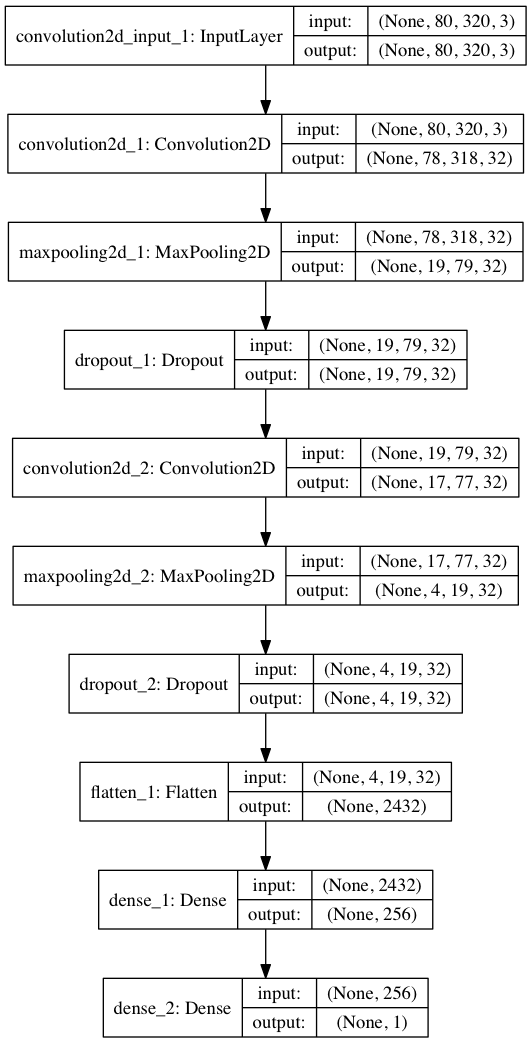 convolution2d_input_1: InputLayer
input: (None, 80, 320, 3)
output: (None, 80, 320, 3)
convolution2d_1: Convolution2D
input: (None, 80, 320, 3)
output: (None, 78, 318, 32)
maxpooling2d_1: MaxPooling2D
input: (None, 78, 318, 32)
output: (None, 19, 79, 32)
dropout_1: Dropout
input: (None, 19, 79, 32)
output: (None, 19, 79, 32)
convolution2d_2: Convolution2D
input: (None, 19, 79, 32)
output: (None, 17, 77, 32)
maxpooling2d_2: MaxPooling2D
input: (None, 17, 77, 32)
output: (None, 4, 19, 32)
dropout_2: Dropout
input: (None, 4, 19, 32)
output: (None, 4, 19, 32)
flatten_1: Flatten
input: (None, 4, 19, 32)
output: (None, 2432)
dense_1: Dense
input: (None, 2432)
output: (None, 256)
dense_2: Dense
input: (None, 256)
output: (None, 1)